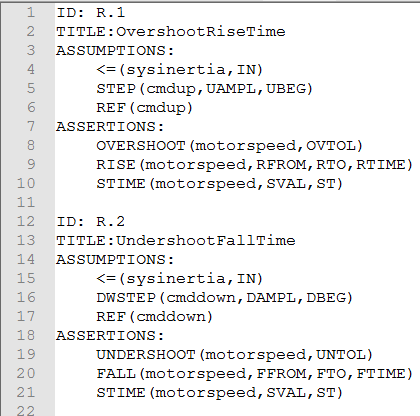 1 ID: R.1
2 TITLE:OvershootRiseTime
3 ASSUMPTIONS:
4 <=(sysinertia,IN)
5 STEP(cmdup,UAMPL,UBEG)
6 REF(cmdup)
7 ASSERTIONS:
8 OVERSHOOT(motorspeed,OVTOL)
9 RISE(motorspeed,RFROM,RTO,RTIME)
10 STIME(motorspeed,SVAL,ST)
11
12 ID: R.2
13 TITLE:UndershootFallTime
14 ASSUMPTIONS:
15 <=(sysinertia,IN)
16 DWSTEP(cmddown,DAMPL,DBEG)
17 REF(cmddown)
18 ASSERTIONS:
19 UNDERSHOOT(motorspeed,UNTOL)
20 FALL(motorspeed,FFROM,FTO,FTIME)
21 STIME(motorspeed,SVAL,ST)
22